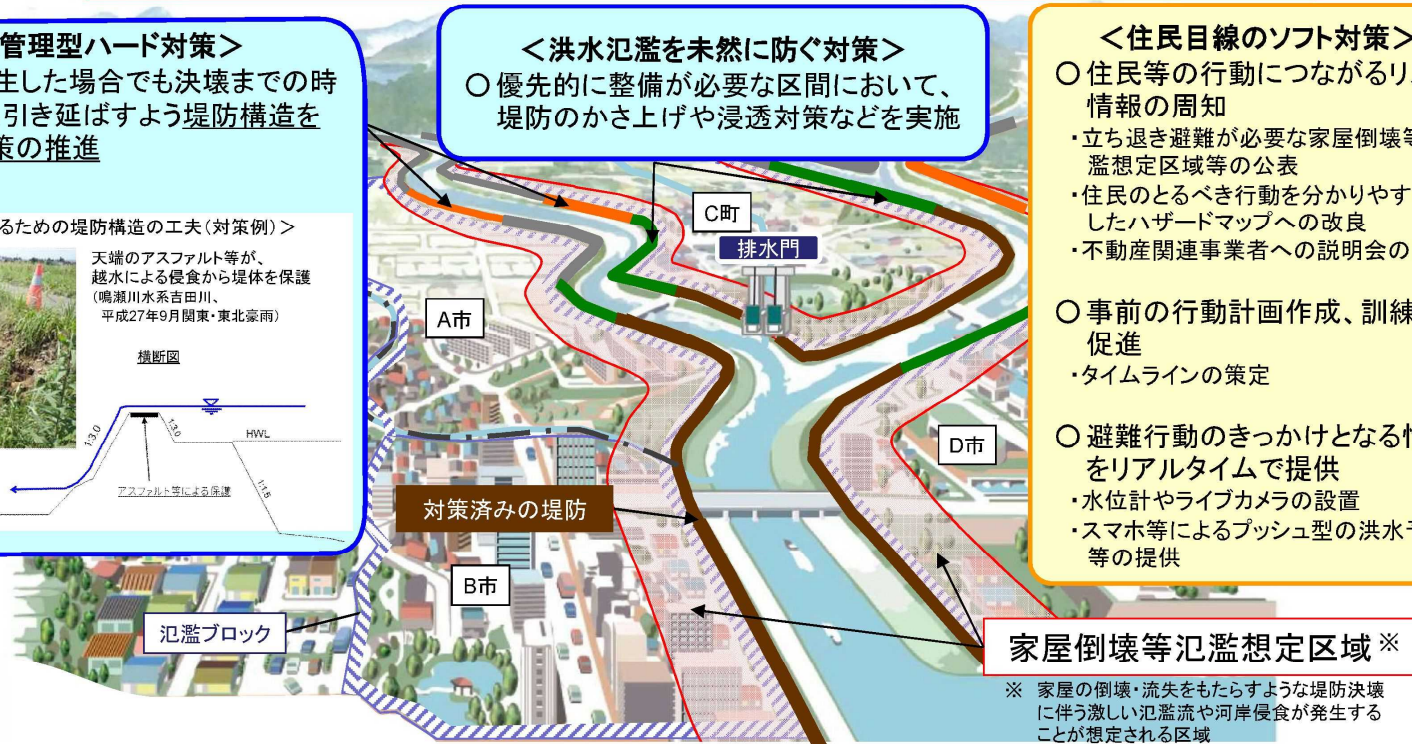 管理型ハード対策＞
生した場合でも決壊までの時
引き延ばすよう堤防構造を
策の推進
るための堤防構造の工夫(対策例)＞
天端のアスファルト等が、
越水による侵食から堤体を保護
(鳴瀬川水系吉田川、
平成27年9月関東・東北豪雨)
横断図
1:3.0
1:3.0
HWL
1:1.5
アスファルト等による保護
＜洪水氾濫を未然に防ぐ対策＞
○優先的に整備が必要な区間において、
堤防のかさ上げや浸透対策などを実施
＜住民目線のソフト対策＞
○住民等の行動につながるリ
情報の周知
・立ち退き避難が必要な家屋倒壊等
濫想定区域等の公表
・住民のとるべき行動を分かりやす
したハザードマップへの改良
・不動産関連事業者への説明会の
○事前の行動計画作成、訓練
促進
・タイムラインの策定
○避難行動のきっかけとなる
をリアルタイムで提供
・水位計やライブカメラの設置
・スマホ等によるプッシュ型の洪水
等の提供
C町
排水門
A市
D市
対策済みの堤防
B市
氾濫ブロック
家屋倒壊等氾濫想定区域※
※ 家屋の倒壊・流失をもたらすような堤防決壊
に伴う激しい氾濫流や河岸侵食が発生する
ことが想定される区域